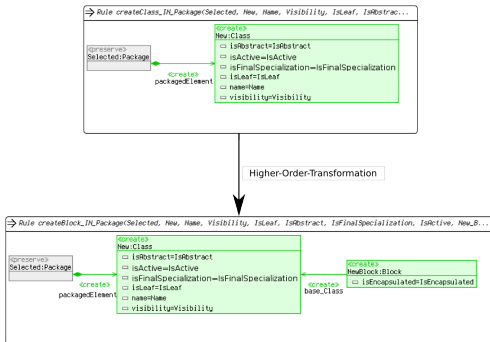 Rule createClass_IN_Package(Selected, New, Name, Visibility, IsLeaf, IsAbstrac...
«create»
New:Class
isAbstract=IsAbstract
isActive=IsActive
isFinalSpecialization=IsFinalSpecialization
isLeaf=IsLeaf
name=Name
visibility=Visibility
«preserve»
Selected:Package
«create»
packagedElement
Higher-Order-Transformation
Rule createBlock_IN_Package(Selected, New, Name, Visibility, IsLeaf, IsAbstract, IsFinalSpecialization, IsActive, New_B...
«create»
New:Class
isAbstract=IsAbstract
isActive=IsActive
isFinalSpecialization=IsFinalSpecialization
isLeaf=IsLeaf
name=Name
visibility=Visibility
«preserve»
Selected:Package
«create»
packagedElement
«create»
base_Class
«create»
NewBlock:Block
isEncapsulated=IsEncapsulated